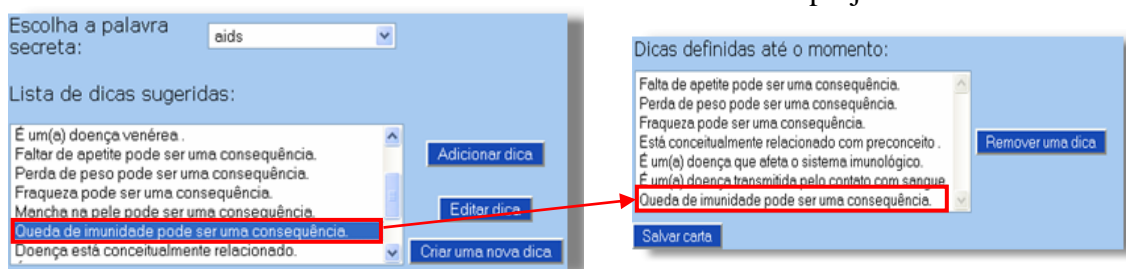 Escolha a palavra
secreta:
aids
Lista de dicas sugeridas:
É um(a) doença venérea .
Faltar de apetite pode ser uma consequência.
Perda de peso pode ser uma consequência.
Fraqueza pode ser uma consequência.
Mancha na pele pode ser uma consequência.
Queda de imunidade pode ser uma consequência.
Doença está conceitualmente relacionado.
Adicionar dica
Editar dica
Criar uma nova dica
Dicas definidas até o momento:
Falta de apetite pode ser uma consequência.
Perda de peso pode ser uma consequência.
Fraqueza pode ser uma consequência.
Está conceitualmente relacionado com preconceito .
É um(a) doença que afeta o sistema imunológico.
É um(a) doença transmitida pelo contato com sangue
Queda de imunidade pode ser uma consequência.
Remover uma dica
Salvar carta